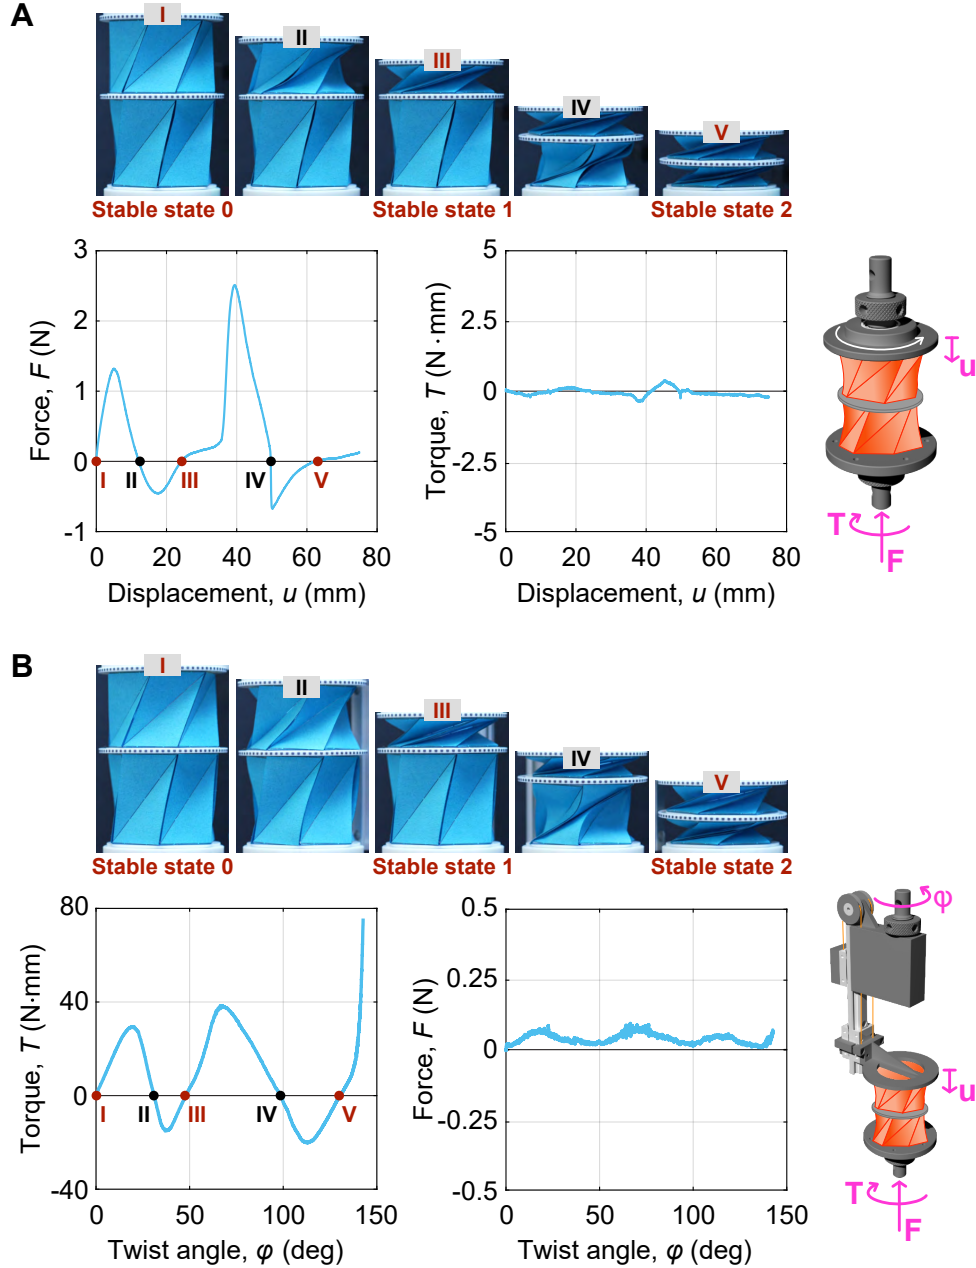 A
I
II
III
IV
V
Stable state 0
Stable state 1
Stable state 2
3
2
1
0
-1
Force, F (N)
I
II
III
IV
V
0
20
40
60
80
Displacement, u (mm)
5
2.5
0
-2.5
-5
Torque, T (N·mm)
0
20
40
60
80
Displacement, u (mm)
u
T
F
B
I
II
III
IV
V
Stable state 0
Stable state 1
Stable state 2
80
40
0
-40
Torque, T (N·mm)
I
II
III
IV
V
0
50
100
150
Twist angle, φ (deg)
0.5
0.25
0
-0.25
-0.5
Force, F (N)
0
50
100
150
Twist angle, φ (deg)
φ
u
T
F